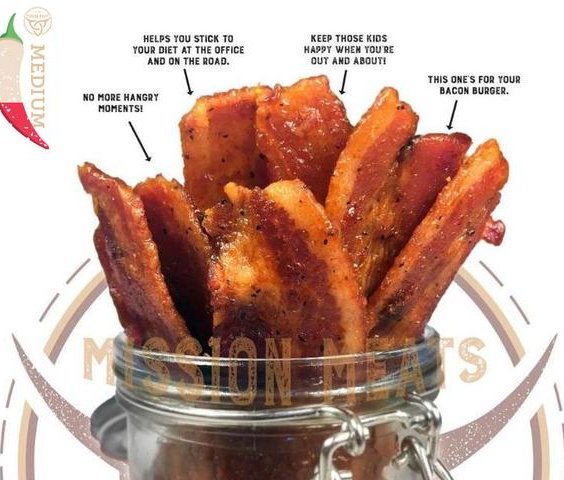 MEDIUM
HELPS YOU STICK TO
YOUR DIET AT THE OFFICE
AND ON THE ROAD.
KEEP THOSE KIDS
HAPPY WHEN YOU'RE
OUT AND ABOUT!
THIS ONE'S FOR YOUR
BACON BURGER.
NO MORE HANGRY
MOMENTS!
MISSION MEATS